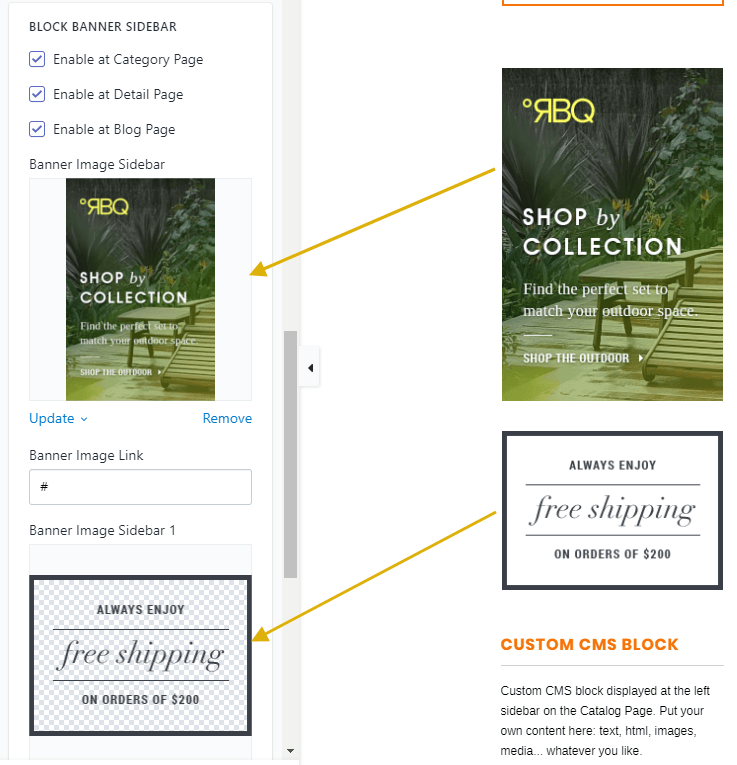 BLOCK BANNER SIDEBAR
Enable at Category Page
Enable at Detail Page
Enable at Blog Page
Banner Image Sidebar
°ЯBQ
SHOP by
COLLECTION
Find the perfect set to
match your outdoor space.
SHOP THE OUTDOOR
Update
Remove
Banner Image Link
#
Banner Image Sidebar 1
ALWAYS ENJOY
free shipping
ON ORDERS OF $200
°ЯBQ
SHOP by
COLLECTION
Find the perfect set to
match your outdoor space.
SHOP THE OUTDOOR
ALWAYS ENJOY
free shipping
ON ORDERS OF $200
CUSTOM CMS BLOCK
Custom CMS block displayed at the left
sidebar on the Catalog Page. Put your
own content here: text, html, images,
media... whatever you like.